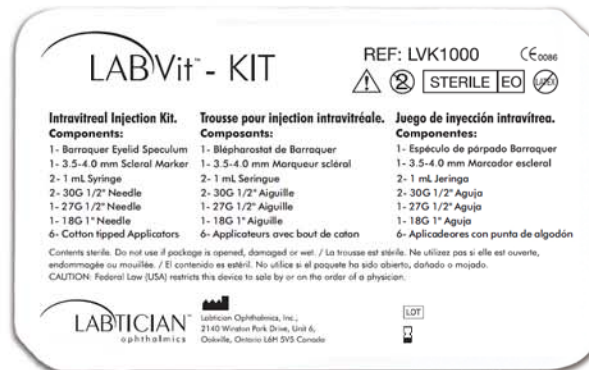 LABVit™ - KIT
REF: LVK1000
CE 0086
STERILE EO
LATEX
Intravitreal Injection Kit.
Components:
1- Barraquer Eyelid Speculum
1- 3.5-4.0 mm Scleral Marker
2- 1 mL Syringe
2- 30G 1/2" Needle
1- 27G 1/2" Needle
1- 18G 1" Needle
6- Cotton tipped Applicators
Trousse pour injection intravitréale.
Composants:
1- Blépharostat de Barraquer
1- 3.5-4.0 mm Marqueur scléral
2- 1 mL Seringue
2- 30G 1/2" Aiguille
1- 27G 1/2" Aiguille
1- 18G 1" Aiguille
6- Applicateurs avec bout de catan
Juego de inyección intravítrea.
Componentes:
1- Espéculo de párpado Barraquer
1- 3.5-4.0 mm Marcador escleral
2- 1 mL Jeringa
2- 30G 1/2" Aguja
1- 27G 1/2" Aguja
1- 18G 1" Aguja
6- Aplicadeores con punta de algodón
Contents sterile. Do not use if package is opened, damaged or wet. / La trousse est stérile. Ne utilizez pas si elle est ouverte,
endommagée ou mouillée. / El contenido es estéril. No utilice si el paquete ha sido abierto, dañado o mojado.
CAUTION: Federal Law (USA) restricts this device to sale by or on the order of a physician.
LABTICIAN™
ophthalmics
Labtician Ophthalmics, Inc.,
2140 Winston Park Drive, Unit 6,
Oakville, Ontario L6H 5V5 Canada
LOT